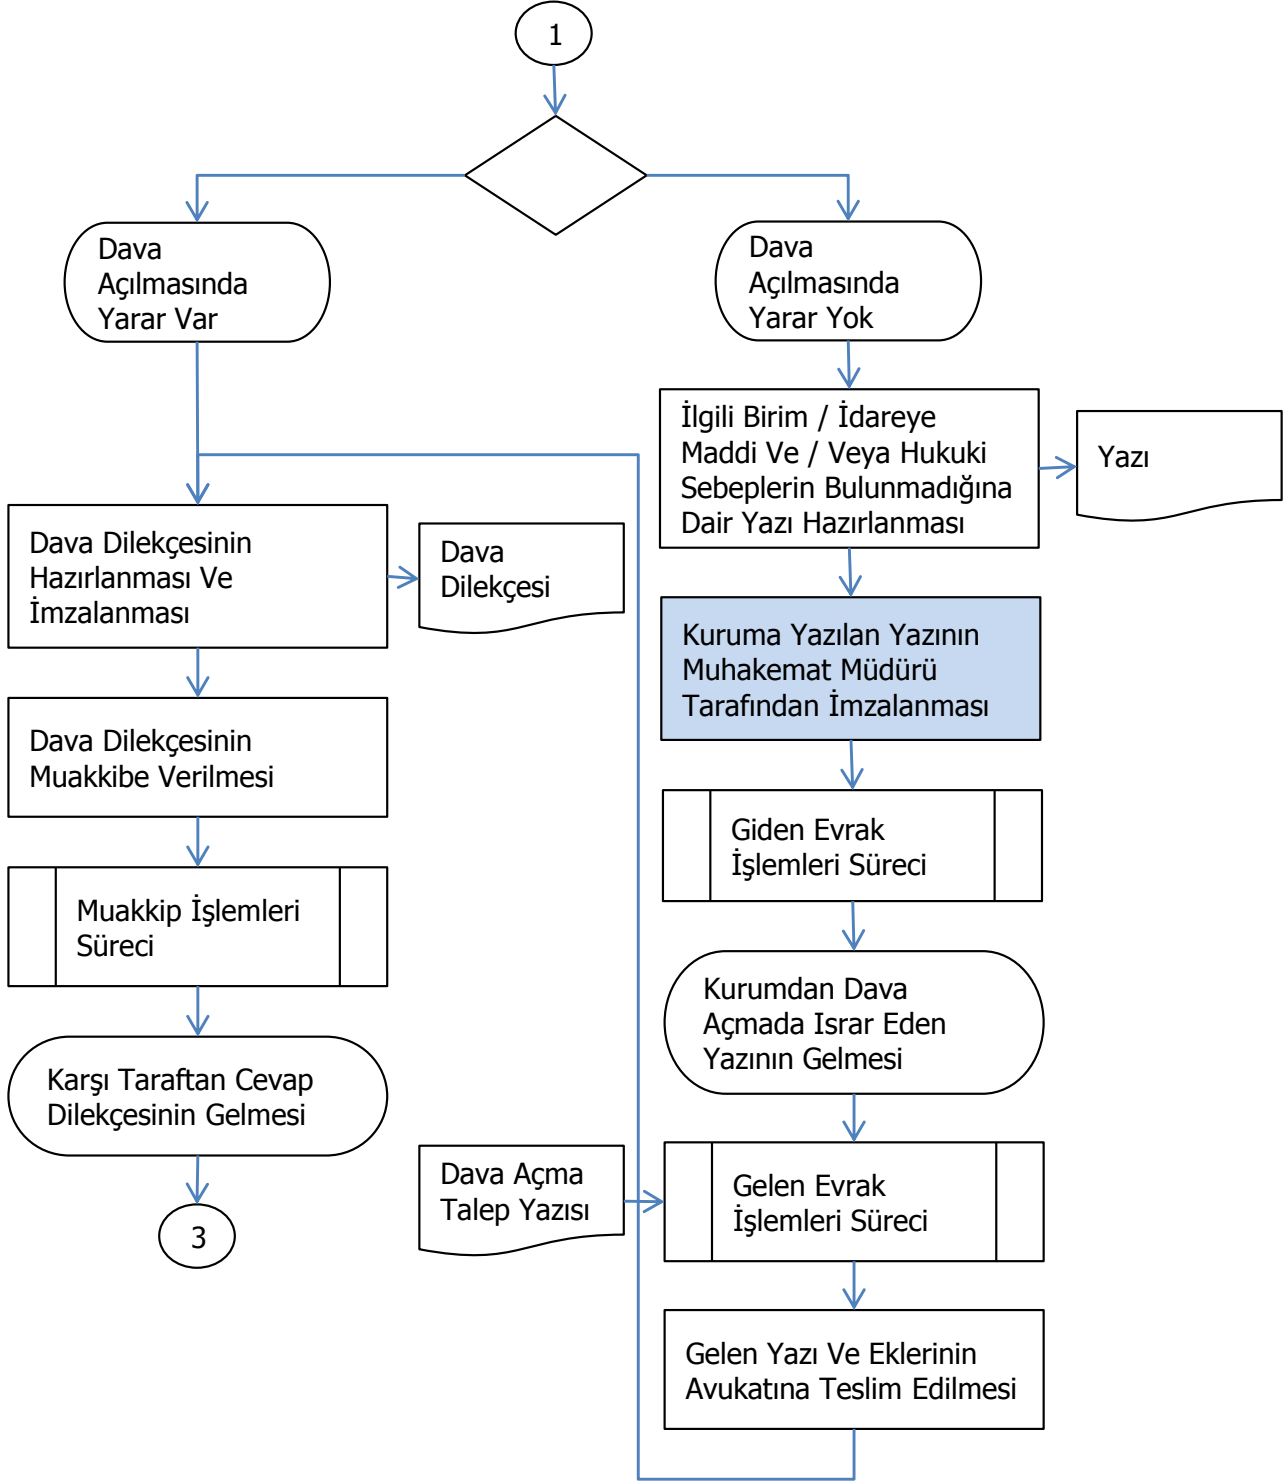 1
Dava
Açılmasında
Yarar Var
Dava
Açılmasında
Yarar Yok
İlgili Birim / İdareye
Maddi Ve / Veya Hukuki
Sebeplerin Bulunmadığına
Dair Yazı Hazırlanması
Yazı
Dava Dilekçesinin
Hazırlanması Ve
İmzalanması
Dava
Dilekçesi
Kuruma Yazılan Yazının
Muhakemat Müdürü
Tarafından İmzalanması
Dava Dilekçesinin
Muakkibe Verilmesi
Giden Evrak
İşlemleri Süreci
Muakkip İşlemleri
Süreci
Kurumdan Dava
Açmada Israr Eden
Yazının Gelmesi
Karşı Taraftan Cevap
Dilekçesinin Gelmesi
Dava Açma
Talep Yazısı
Gelen Evrak
İşlemleri Süreci
3
Gelen Yazı Ve Eklerinin
Avukatına Teslim Edilmesi